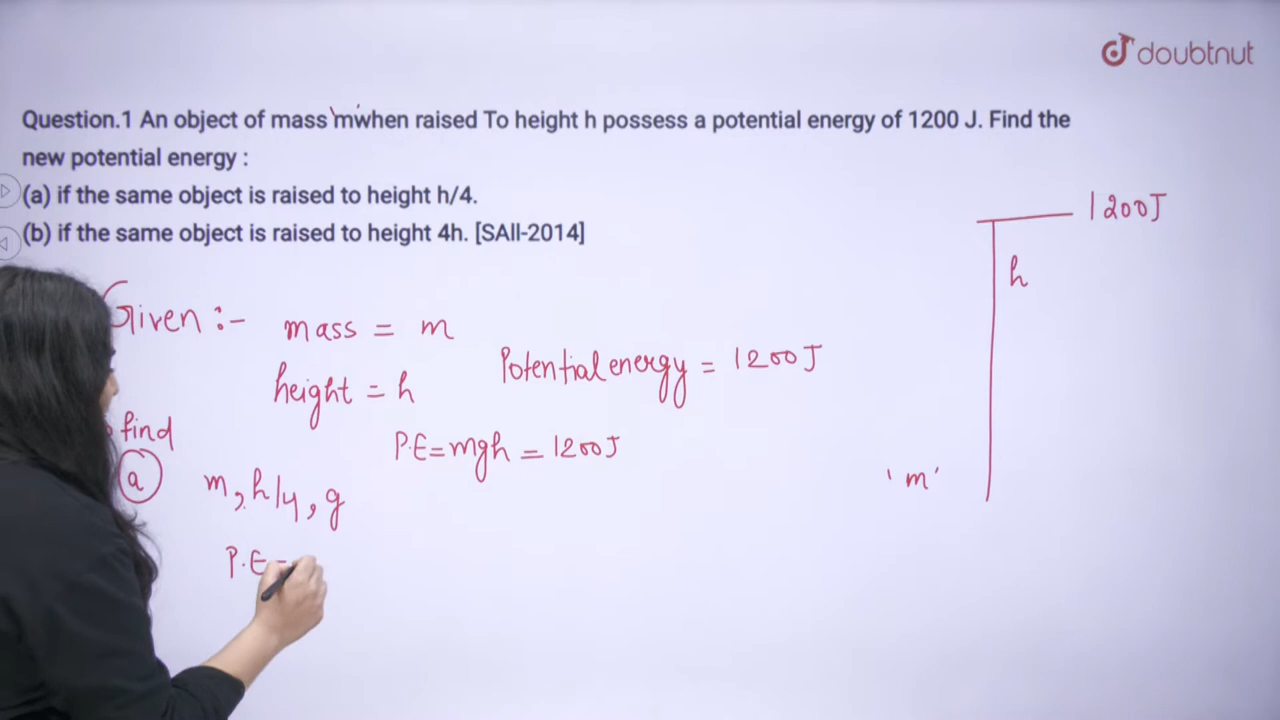 doubtnut
Question.1 An object of mass 'm' when raised To height h possess a potential energy of 1200 J. Find the
new potential energy :
(a) if the same object is raised to height h/4.
(b) if the same object is raised to height 4h. [SAII-2014]
1200J
h
Given :-
mass = m
Potential energy = 1200J
height = h
find
P.E = mgh = 1200J
(a) m, h/4, g
'm'
P.E =